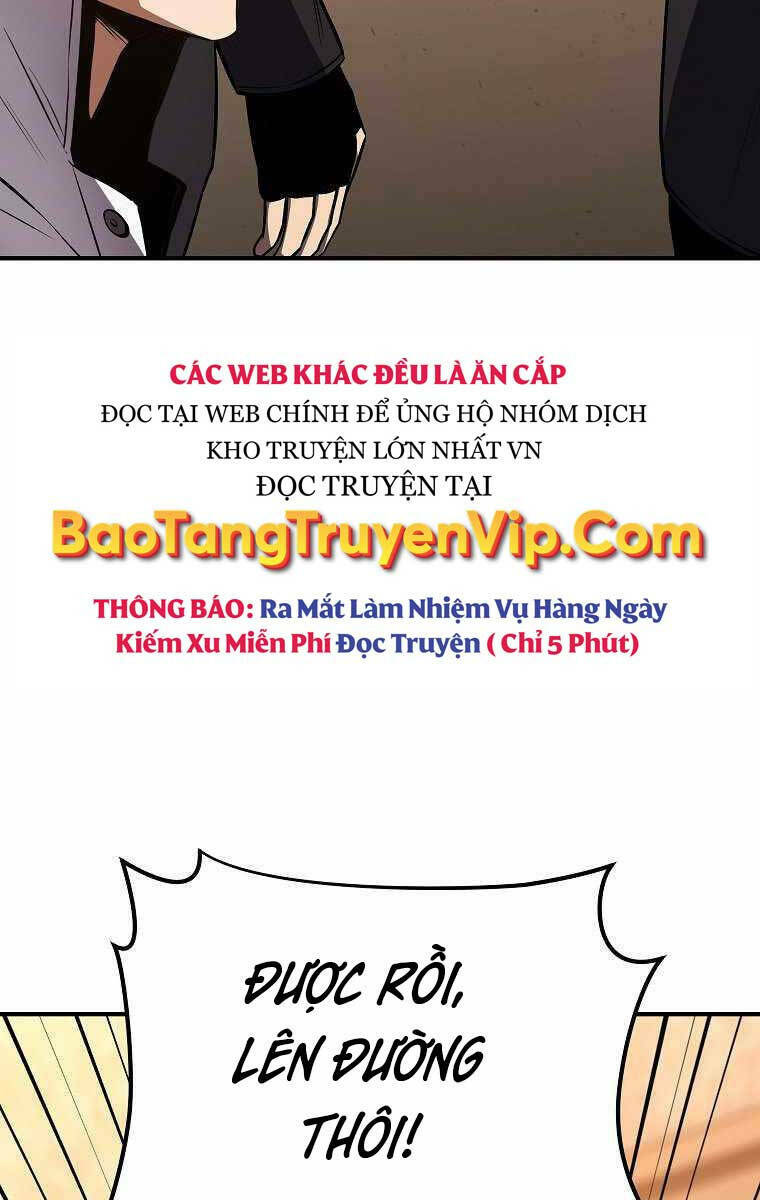 CÁC WEB KHÁC ĐỀU LÀ ĂN CẮP
ĐỌC TẠI WEB CHÍNH ĐỂ ỦNG HỘ NHÓM DỊCH
KHO TRUYỆN LỚN NHẤT VN
ĐỌC TRUYỆN TẠI
BaoTangTruyenVip.Com
THÔNG BÁO: Ra Mắt Làm Nhiệm Vụ Hàng Ngày
Kiếm Xu Miễn Phí Đọc Truyện ( Chỉ 5 Phút)
ĐƯỢC RỒI,
LÊN ĐƯỜNG
THÔI!